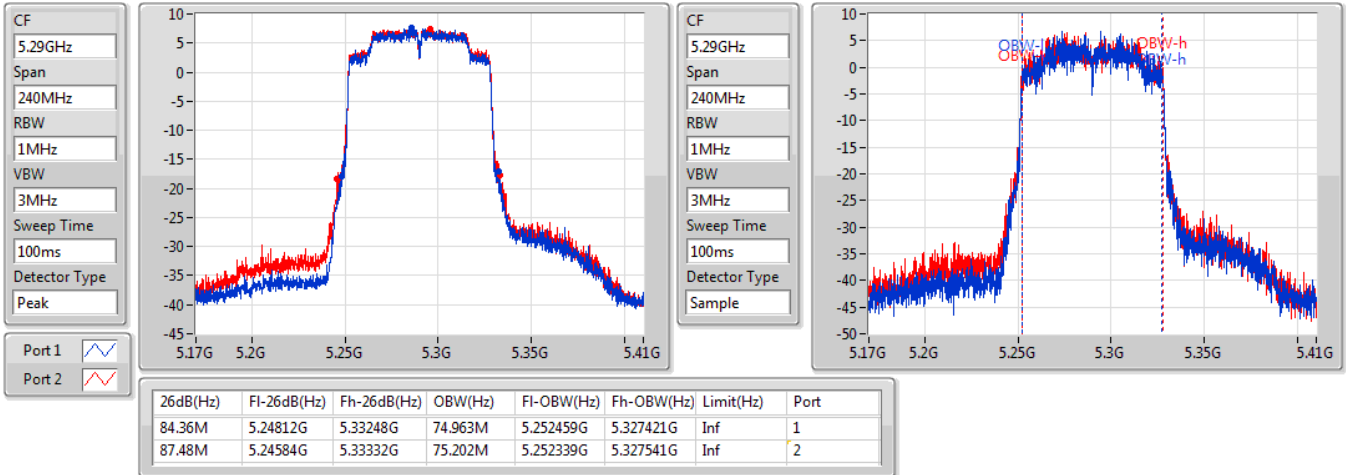 CF
5.29GHz
Span
240MHz
RBW
1MHz
VBW
3MHz
Sweep Time
100ms
Detector Type
Peak
Port 1
Port 2
10
5
0
-5
-10
-15
-20
-25
-30
-35
-40
-45
5.17G 5.2G 5.25G 5.3G 5.35G 5.41G
CF
5.29GHz
Span
240MHz
RBW
1MHz
VBW
3MHz
Sweep Time
100ms
Detector Type
Sample
10
5
0
-5
-10
-15
-20
-25
-30
-35
-40
-45
-50
OBW-h
OBW-h
5.17G 5.2G 5.25G 5.3G 5.35G 5.41G
26dB(Hz) Fl-26dB(Hz) Fh-26dB(Hz) OBW(Hz) Fl-OBW(Hz) Fh-OBW(Hz) Limit(Hz) Port
84.36M 5.24812G 5.33248G 74.963M 5.252459G 5.327421G Inf 1
87.48M 5.24584G 5.33332G 75.202M 5.252339G 5.327541G Inf 2